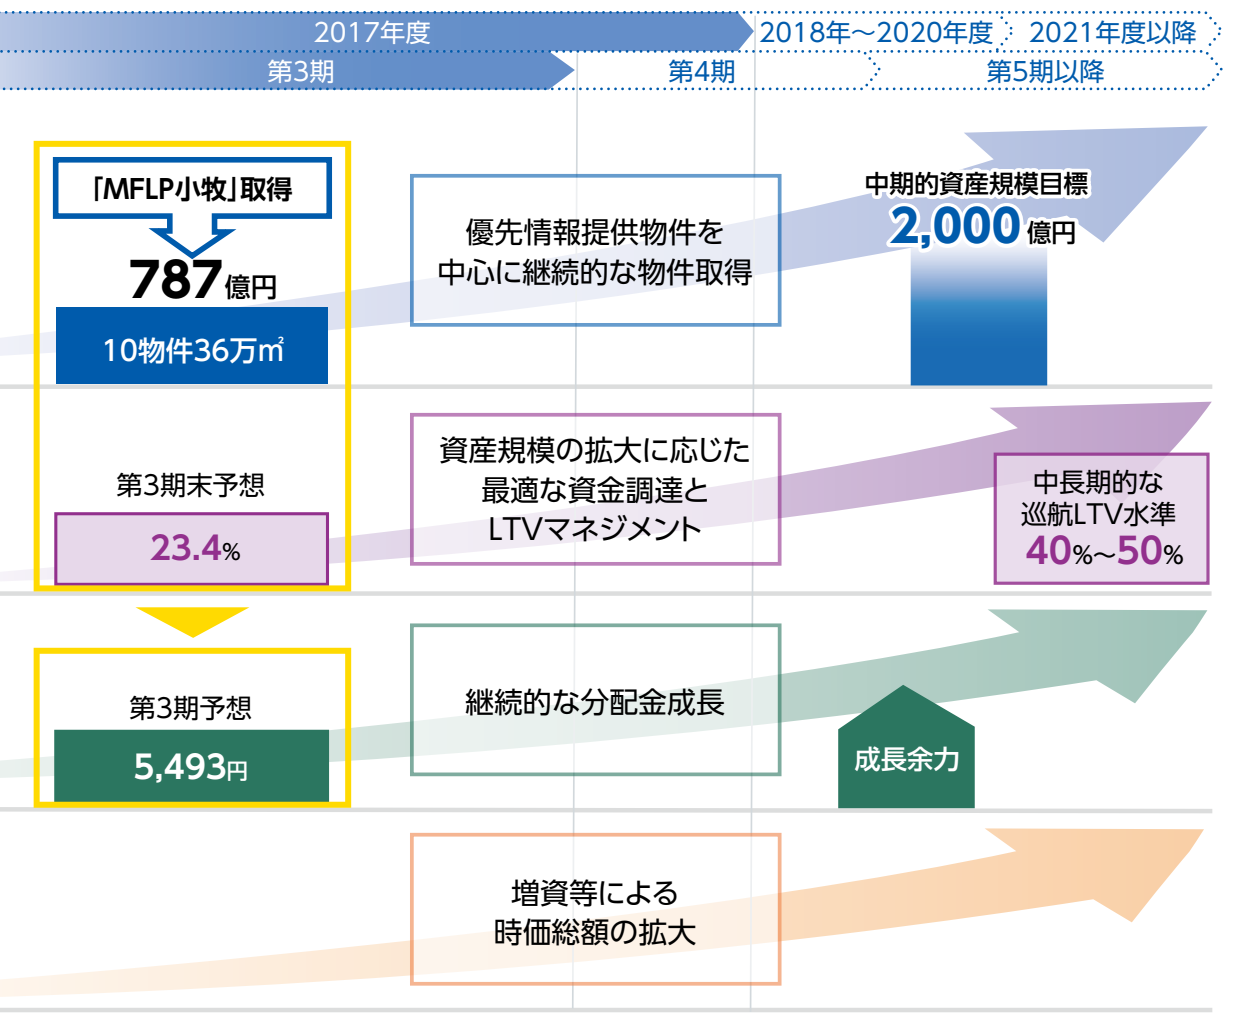 2017年度
2018年～2020年度
2021年度以降
第3期
第4期
第5期以降
「MFLP小牧」取得
787億円
10物件36万㎡
優先情報提供物件を
中心に継続的な物件取得
中期的資産規模目標
2,000億円
第3期末予想
23.4%
資産規模の拡大に応じた
最適な資金調達と
LTVマネジメント
中長期的な
巡航LTV水準
40%～50%
第3期予想
5,493円
継続的な分配金成長
成長余力
増資等による
時価総額の拡大